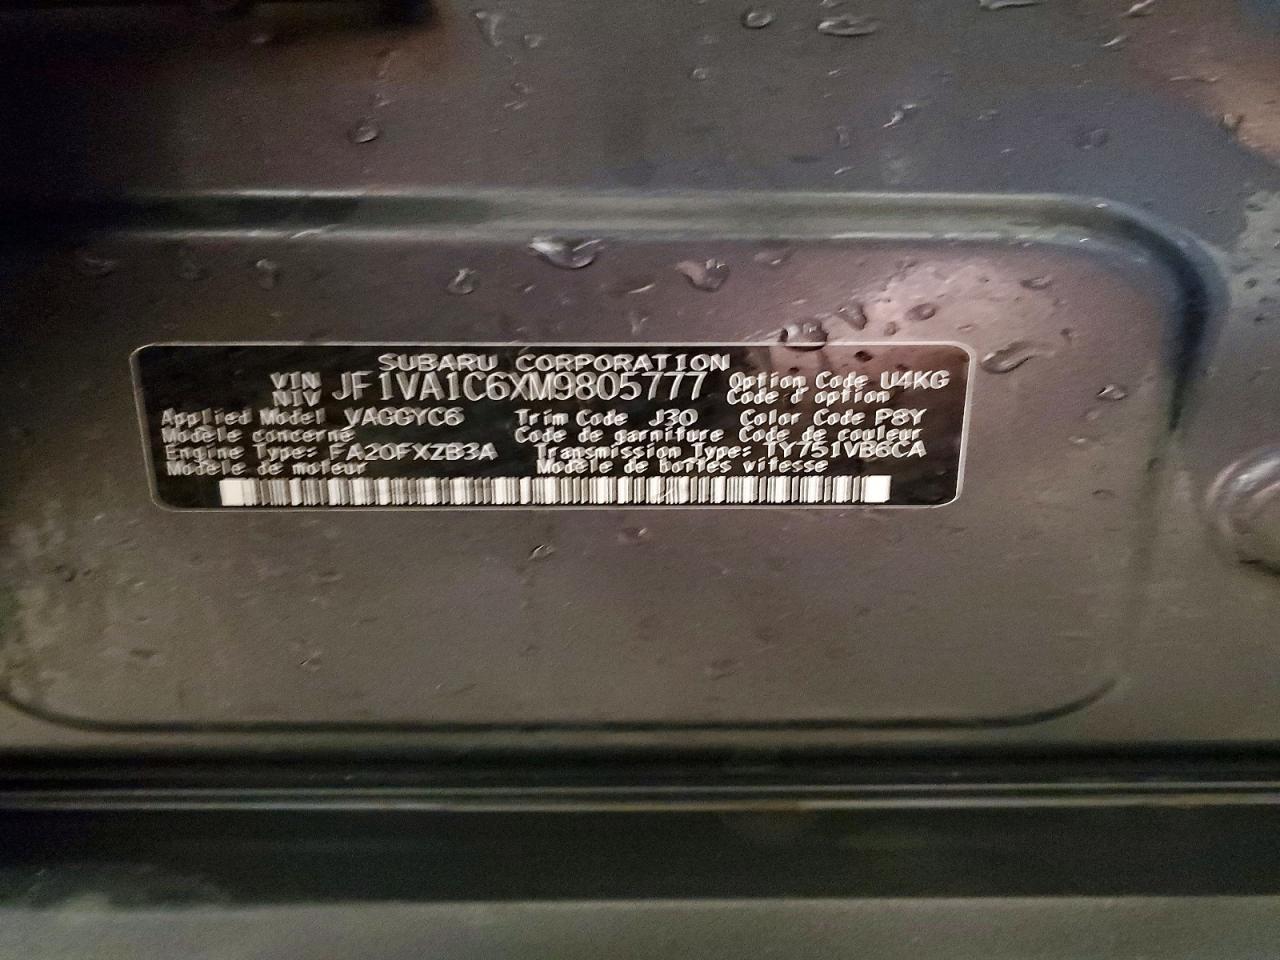 SUBARU CORPORATION
VIN JF1VA1C6XM9805777 Option Code U4KG
NIV Code d'option
Applied Model VAGGYC6 Trim Code J30 Color Code P8Y
Modèle concerné Code de garniture Code de couleur
Engine Type: FA20FXZB3A Transmission Type: TY751VB6CA
Modèle de moteur Modèle de boîtes vitesse